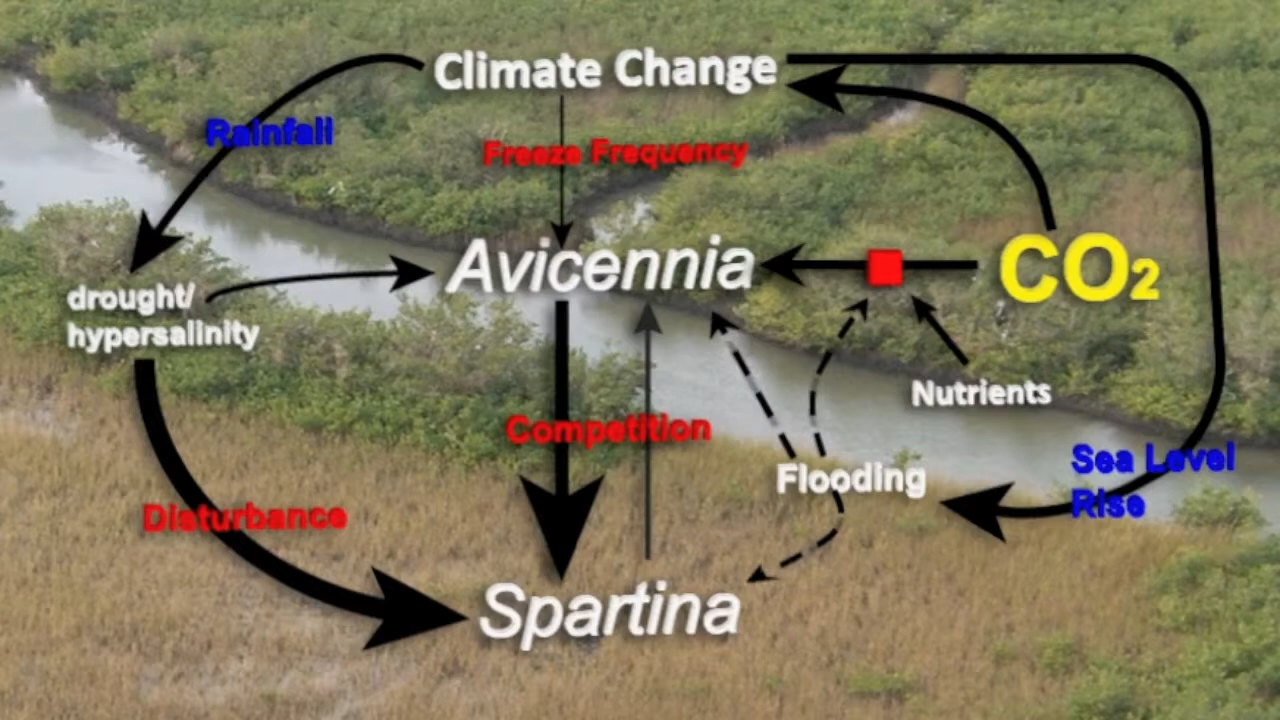 Climate Change
Rainfall
Freeze Frequency
Avicennia
CO₂
drought/
hypersalinity
Nutrients
Competition
Flooding
Sea Level
Rise
Disturbance
Spartina